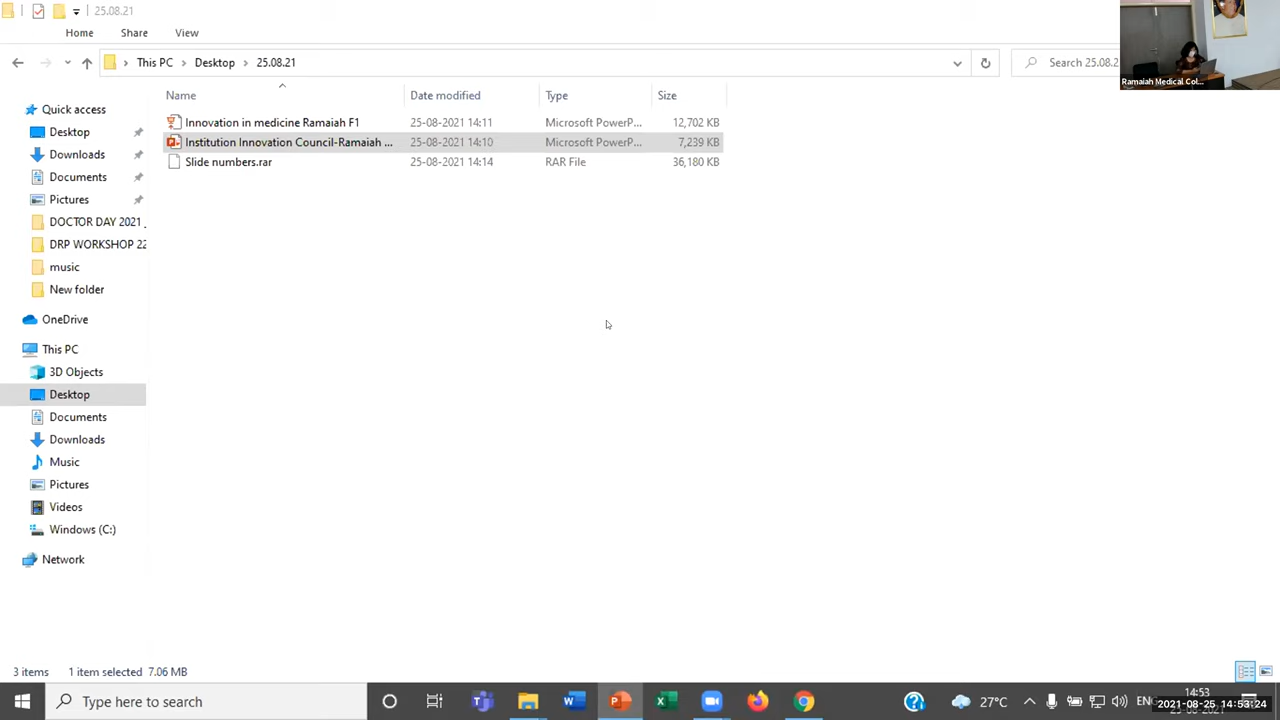 25.08.21
Home Share View
This PC Desktop 25.08.21
Search 25.08.2
Ramaiah Medical Col...
Name Date modified Type Size
Innovation in medicine Ramaiah F1 25-08-2021 14:11 Microsoft PowerP... 12,702 KB
Institution Innovation Council-Ramaiah ... 25-08-2021 14:10 Microsoft PowerP... 7,239 KB
Slide numbers.rar 25-08-2021 14:14 RAR File 36,180 KB
Quick access
Desktop
Downloads
Documents
Pictures
DOCTOR DAY 2021
DRP WORKSHOP 22
music
New folder
OneDrive
This PC
3D Objects
Desktop
Documents
Downloads
Music
Pictures
Videos
Windows (C:)
Network
3 items 1 item selected 7.06 MB
Type here to search
27°C
14:53
2021-08-25 14:53:24